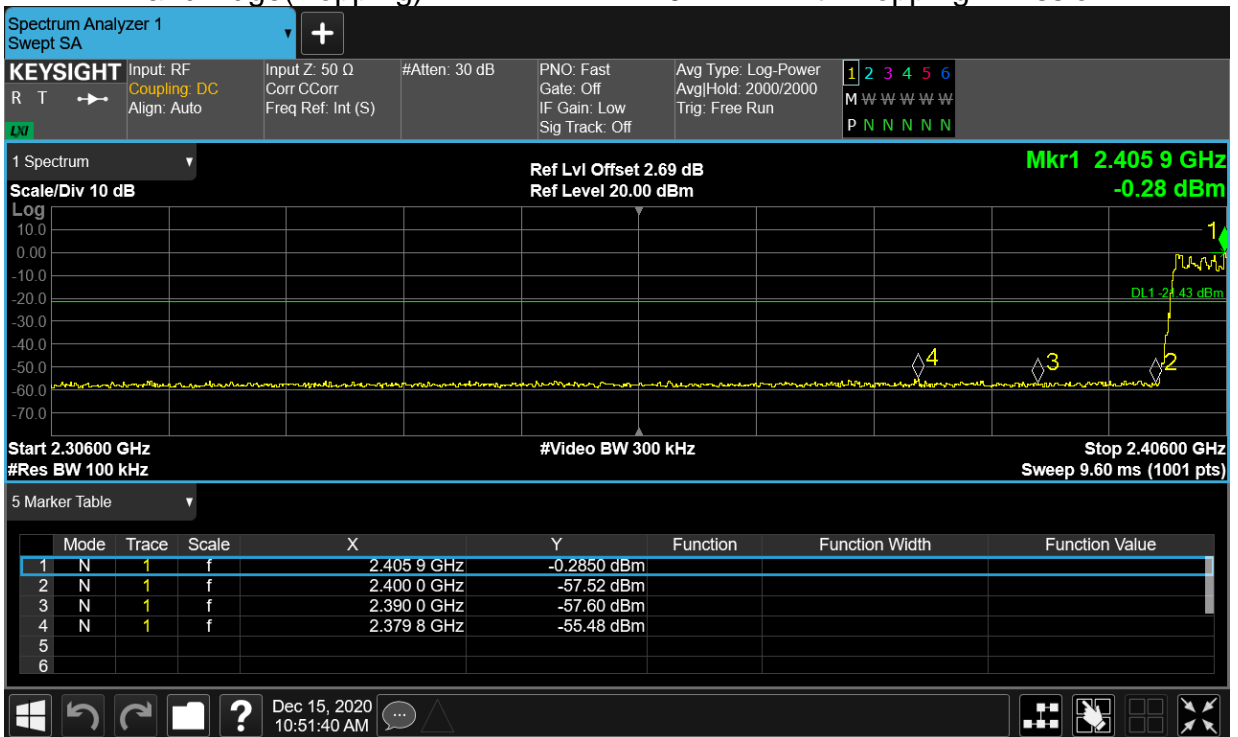 Spectrum Analyzer 1
Swept SA
KEYSIGHT
R T
LXI
Input: RF
Coupling: DC
Align: Auto
Input Z: 50 Ω
Corr CCorr
Freq Ref: Int (S)
#Atten: 30 dB
PNO: Fast
Gate: Off
IF Gain: Low
Sig Track: Off
Avg Type: Log-Power
Avg|Hold: 2000/2000
Trig: Free Run
1 2 3 4 5 6
M W W W W W
P N N N N N
1 Spectrum
Scale/Div 10 dB
Ref Lvl Offset 2.69 dB
Ref Level 20.00 dBm
Mkr1 2.405 9 GHz
-0.28 dBm
Log
10.0
0.00
-10.0
-20.0
-30.0
-40.0
-50.0
-60.0
-70.0
1
DL1 -21.43 dBm
4
3
2
Start 2.30600 GHz
#Res BW 100 kHz
#Video BW 300 kHz
Stop 2.40600 GHz
Sweep 9.60 ms (1001 pts)
5 Marker Table
Mode Trace Scale X Y Function Function Width Function Value
1 N 1 f 2.405 9 GHz -0.2850 dBm
2 N 1 f 2.400 0 GHz -57.52 dBm
3 N 1 f 2.390 0 GHz -57.60 dBm
4 N 1 f 2.379 8 GHz -55.48 dBm
5
6
?
Dec 15, 2020
10:51:40 AM